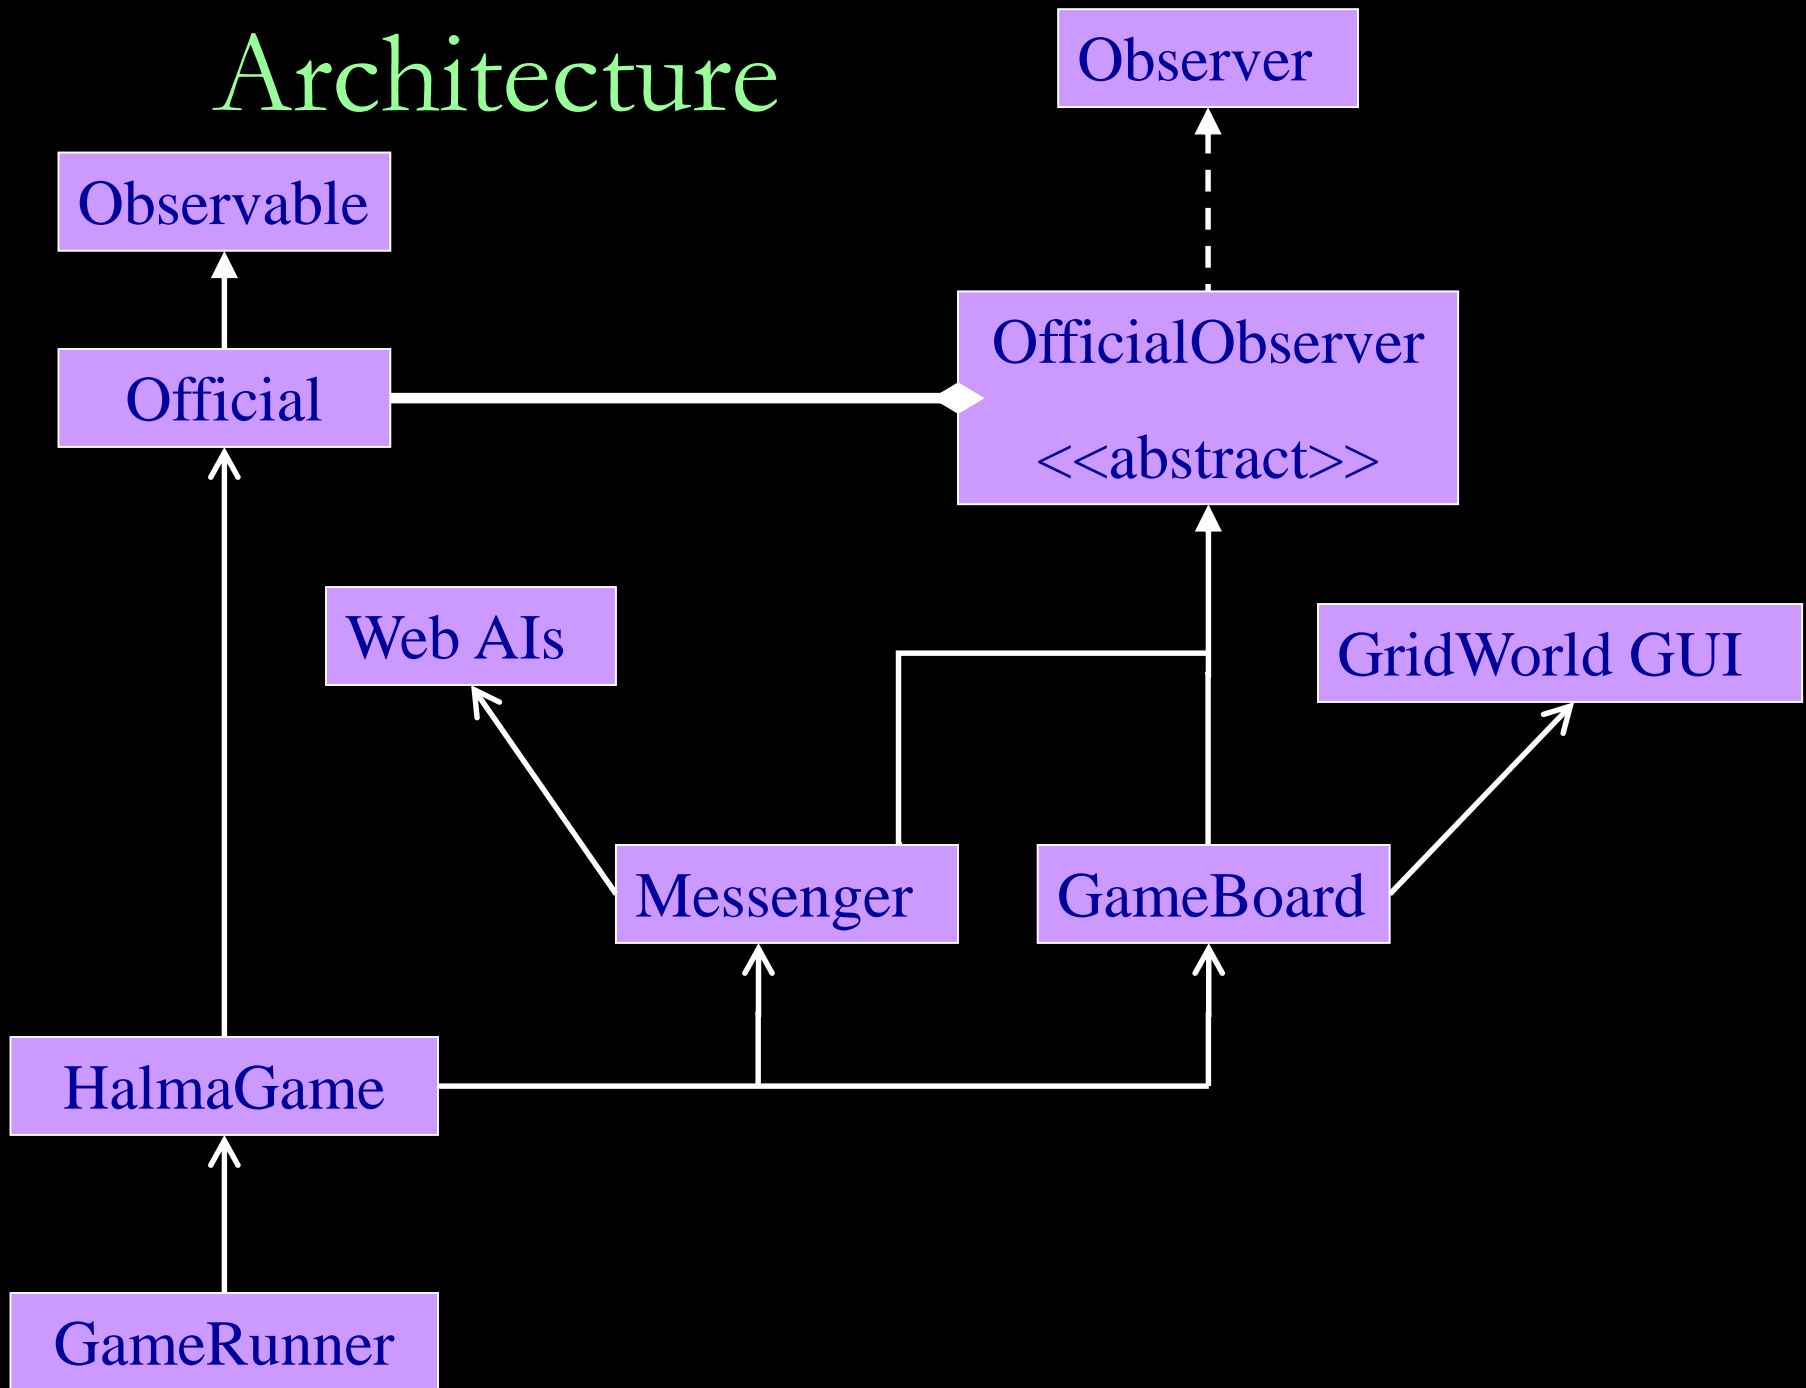 Architecture
Observer
Observable
OfficialObserver
<<abstract>>
Official
Web AIs
GridWorld GUI
Messenger
GameBoard
HalmaGame
GameRunner